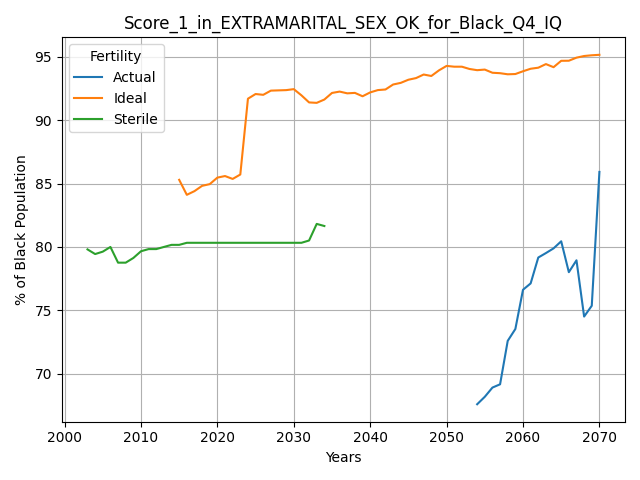 Score_1_in_EXTRAMARITAL_SEX_OK_for_Black_Q4_IQ
Fertility
Actual
Ideal
Sterile
% of Black Population
95
90
85
80
75
70
2000 2010 2020 2030 2040 2050 2060 2070
Years